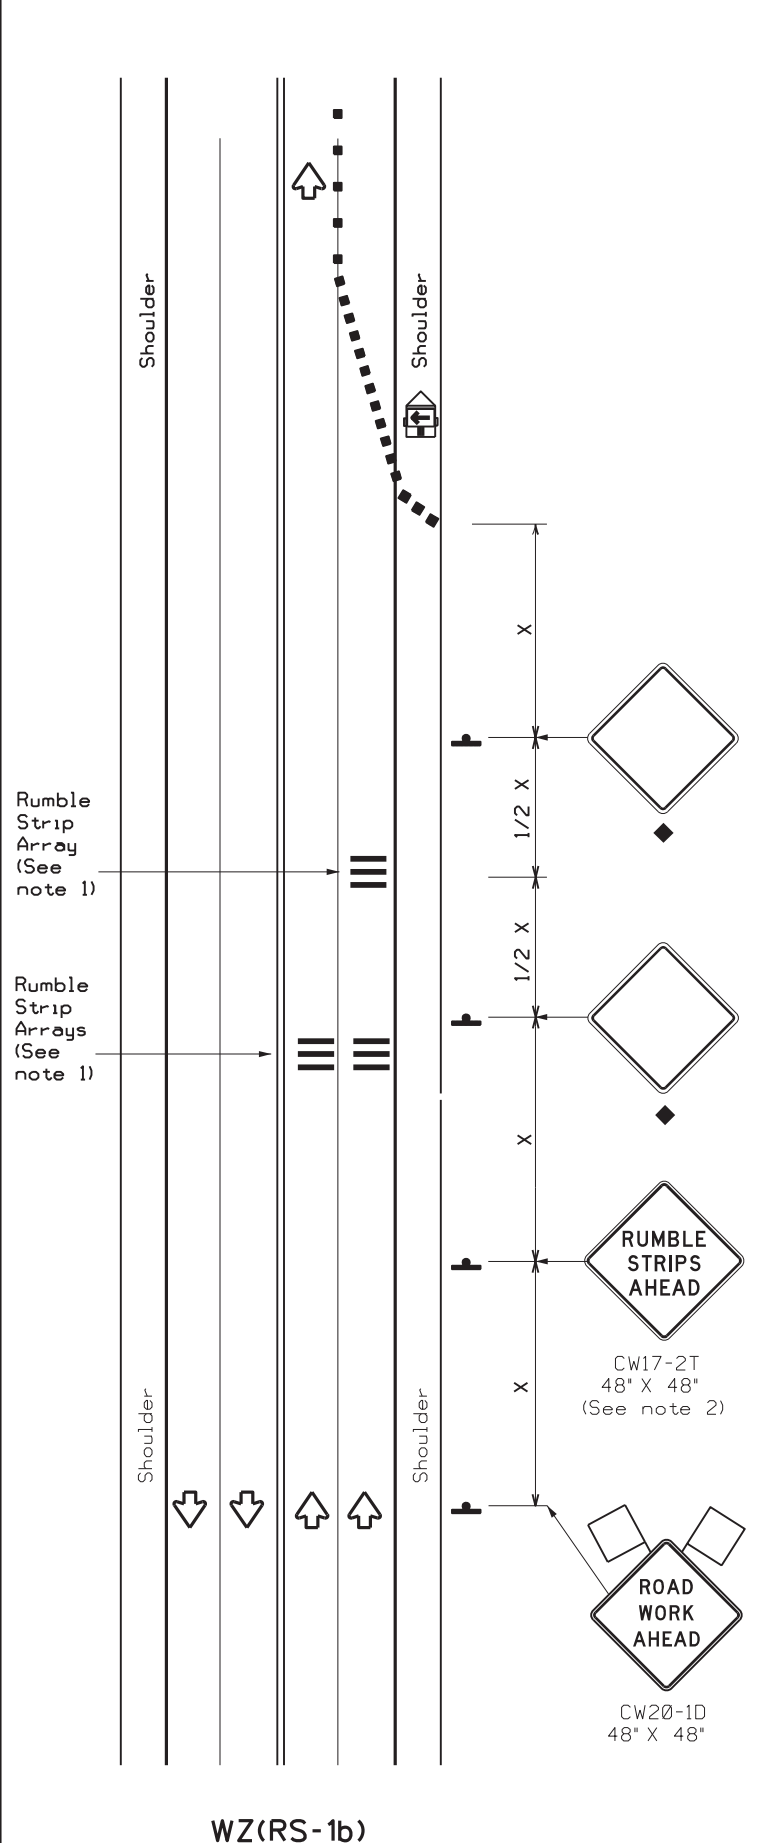 Shoulder
Shoulder
X
Rumble
Strip
Array
(See
note 1)
1/2 X
1/2 X
Rumble
Strip
Arrays
(See
note 1)
X
RUMBLE
STRIPS
AHEAD
CW17-2T
48" X 48"
(See note 2)
X
Shoulder
Shoulder
ROAD
WORK
AHEAD
CW20-1D
48" X 48"
WZ(RS-1b)